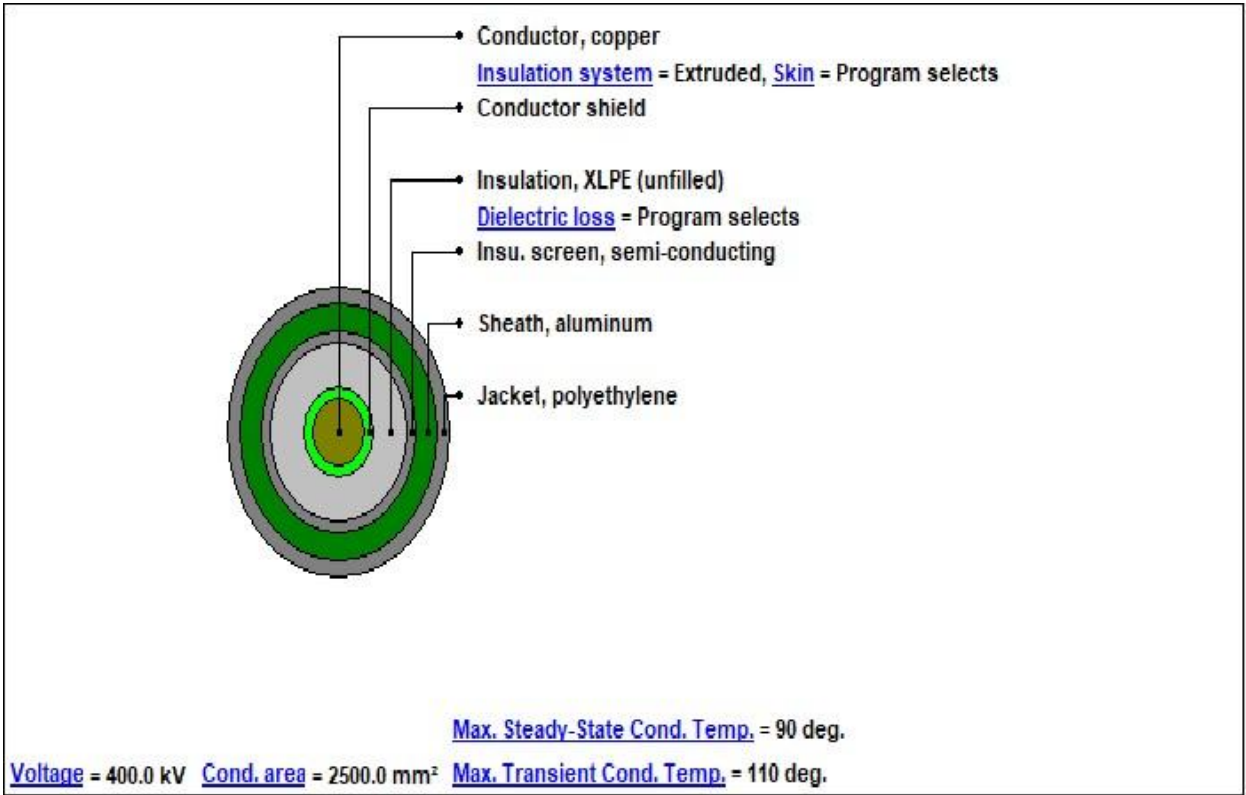 Conductor, copper
Insulation system = Extruded, Skin = Program selects
Conductor shield
Insulation, XLPE (unfilled)
Dielectric loss = Program selects
Insu. screen, semi-conducting
Sheath, aluminum
Jacket, polyethylene
Max. Steady-State Cond. Temp. = 90 deg.
Voltage = 400.0 kV Cond. area = 2500.0 mm² Max. Transient Cond. Temp. = 110 deg.